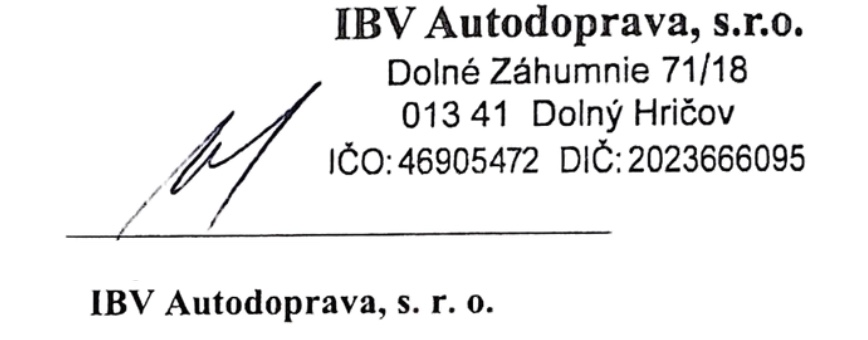 IBV Autodoprava, s.r.o.
Dolné Záhumnie 71/18
013 41 Dolný Hričov
IČO: 46905472 DIČ: 2023666095
IBV Autodoprava, s. r. o.